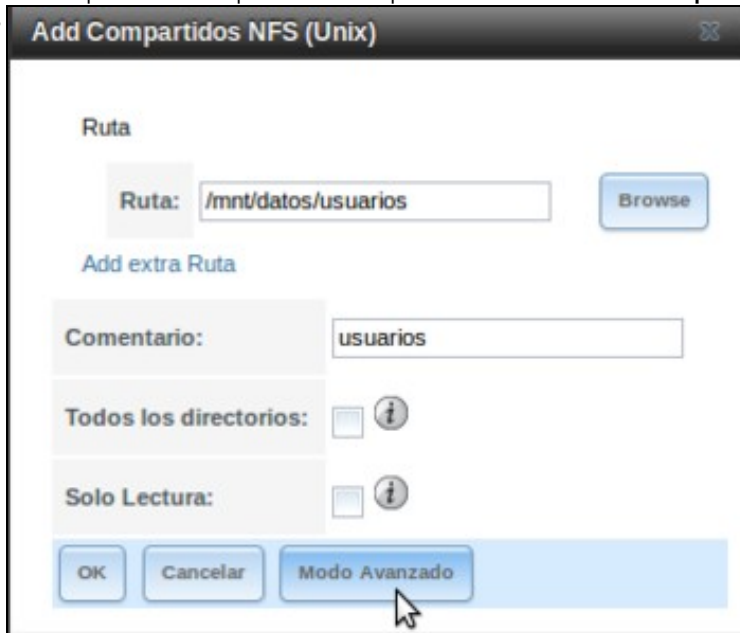 Add Compartidos NFS (Unix)
Ruta
Ruta: /mnt/datos/usuarios Browse
Add extra Ruta
Comentario: usuarios
Todos los directorios:
Solo Lectura:
OK Cancelar Modo Avanzado